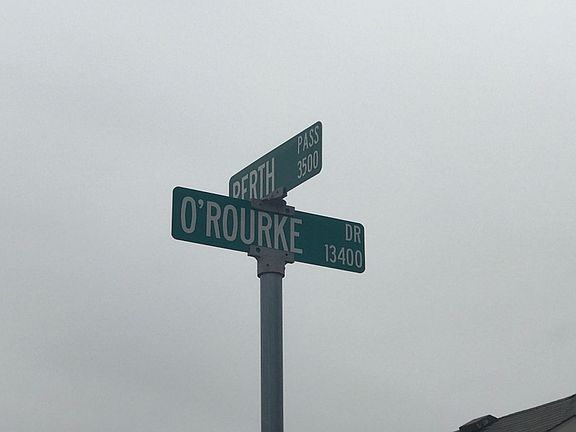 PERTH PASS
3500
O'ROURKE DR
13400